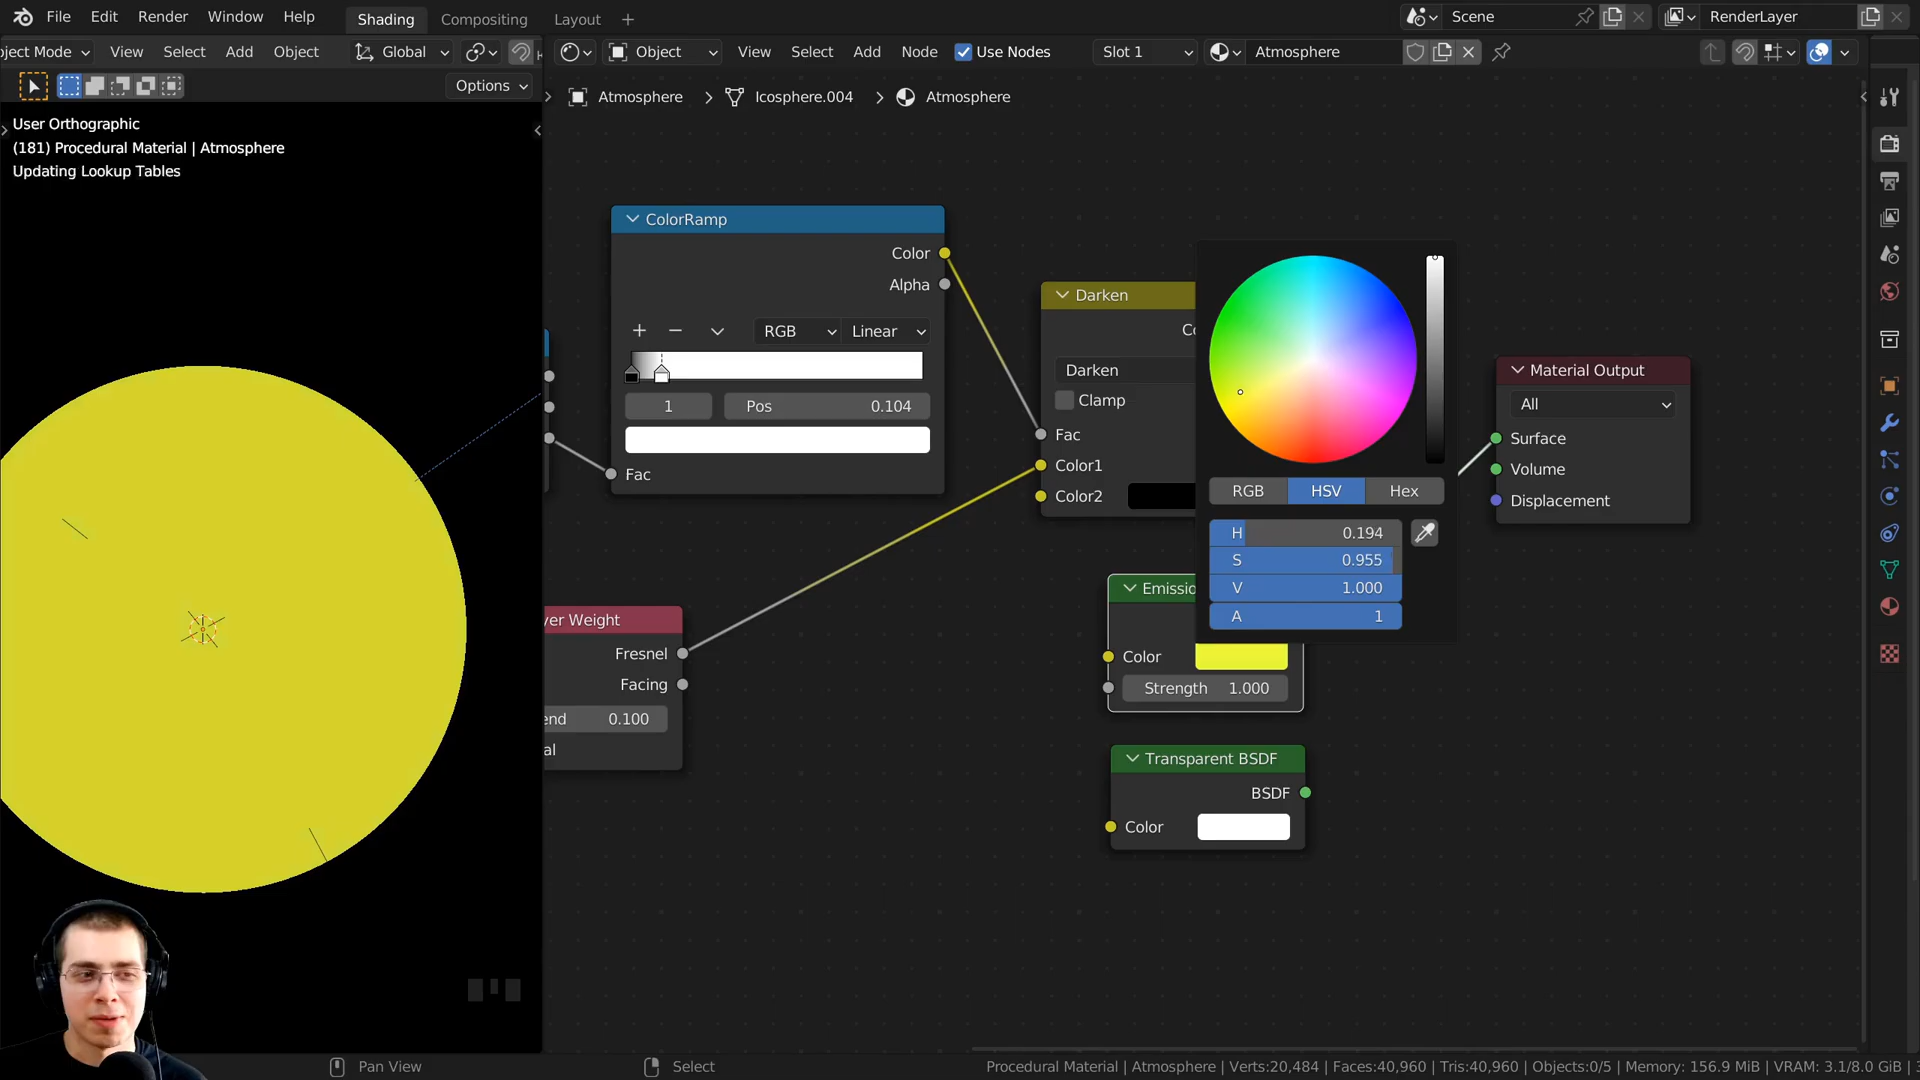 File Edit Render Window Help Shading Compositing Layout + Scene RenderLayer
ject Mode View Select Add Object Global Object View Select Add Node Use Nodes Slot 1 Atmosphere
Options
Atmosphere > Icosphere.004 > Atmosphere
User Orthographic
(181) Procedural Material | Atmosphere
Updating Lookup Tables
ColorRamp
Color
Alpha
RGB Linear
1 Pos 0.104
Fac
Darken
Darken
Clamp
Fac
Color1
Color2
RGB HSV Hex
H 0.194
S 0.955
V 1.000
A 1
Material Output
All
Surface
Volume
Displacement
yer Weight
Fresnel
Facing
end 0.100
al
Emissio
Color
Strength 1.000
Transparent BSDF
BSDF
Color
Pan View Select
Procedural Material | Atmosphere | Verts:20,484 | Faces:40,960 | Tris:40,960 | Objects:0/5 | Memory: 156.9 MiB | VRAM: 3.1/8.0 GiB |